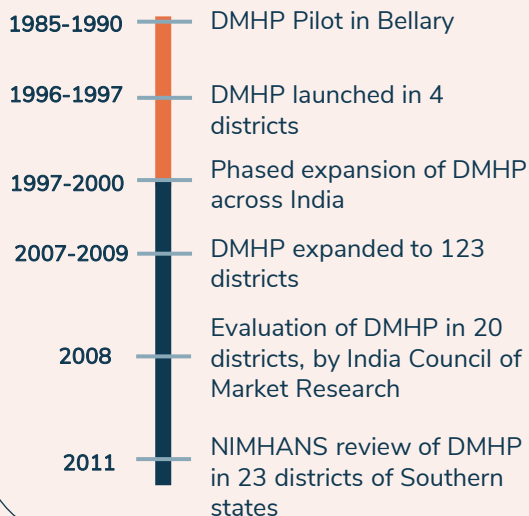 1985-1990
DMHP Pilot in Bellary
1996-1997
DMHP launched in 4
districts
1997-2000
Phased expansion of DMHP
across India
2007-2009
DMHP expanded to 123
districts
2008
Evaluation of DMHP in 20
districts, by India Council of
Market Research
2011
NIMHANS review of DMHP
in 23 districts of Southern
states